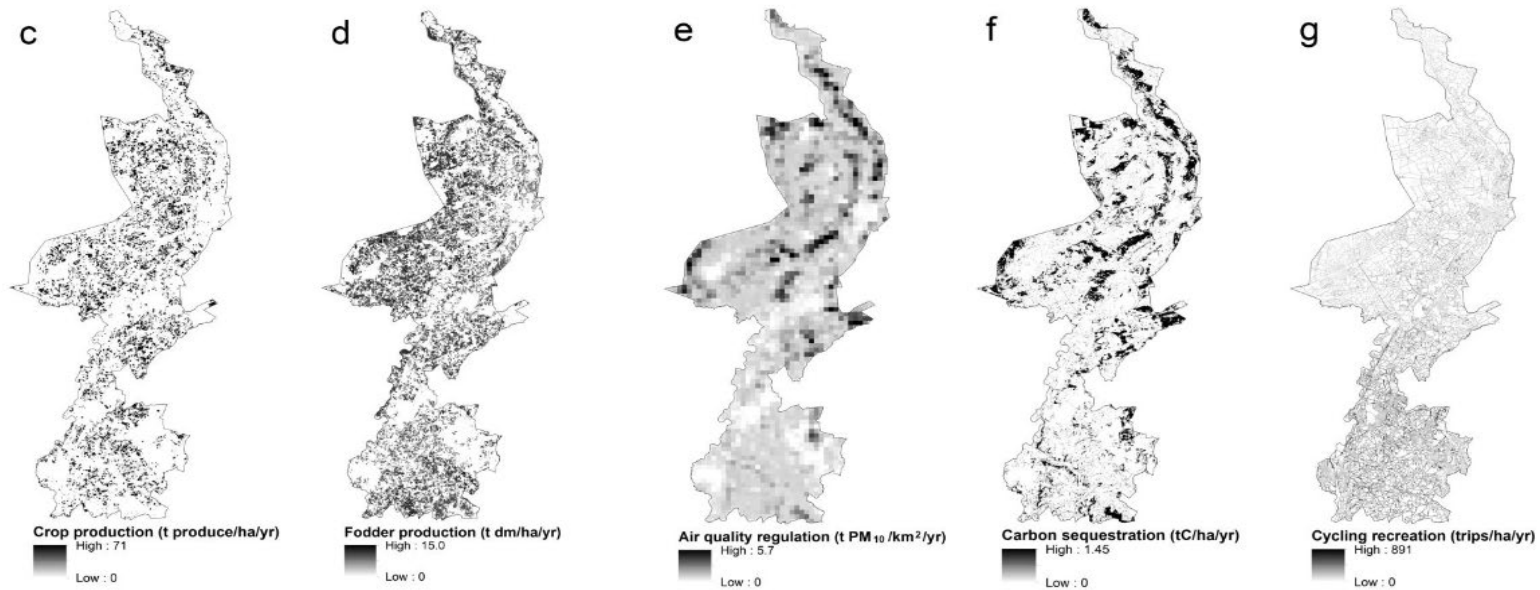 c
d
e
f
g
Crop production (t produce/ha/yr)
High : 71
Low : 0
Fodder production (t dm/ha/yr)
High : 15.0
Low : 0
Air quality regulation (t PM₁₀/km²/yr)
High : 5.7
Low : 0
Carbon sequestration (tC/ha/yr)
High : 1.45
Low : 0
Cycling recreation (trips/ha/yr)
High : 891
Low : 0